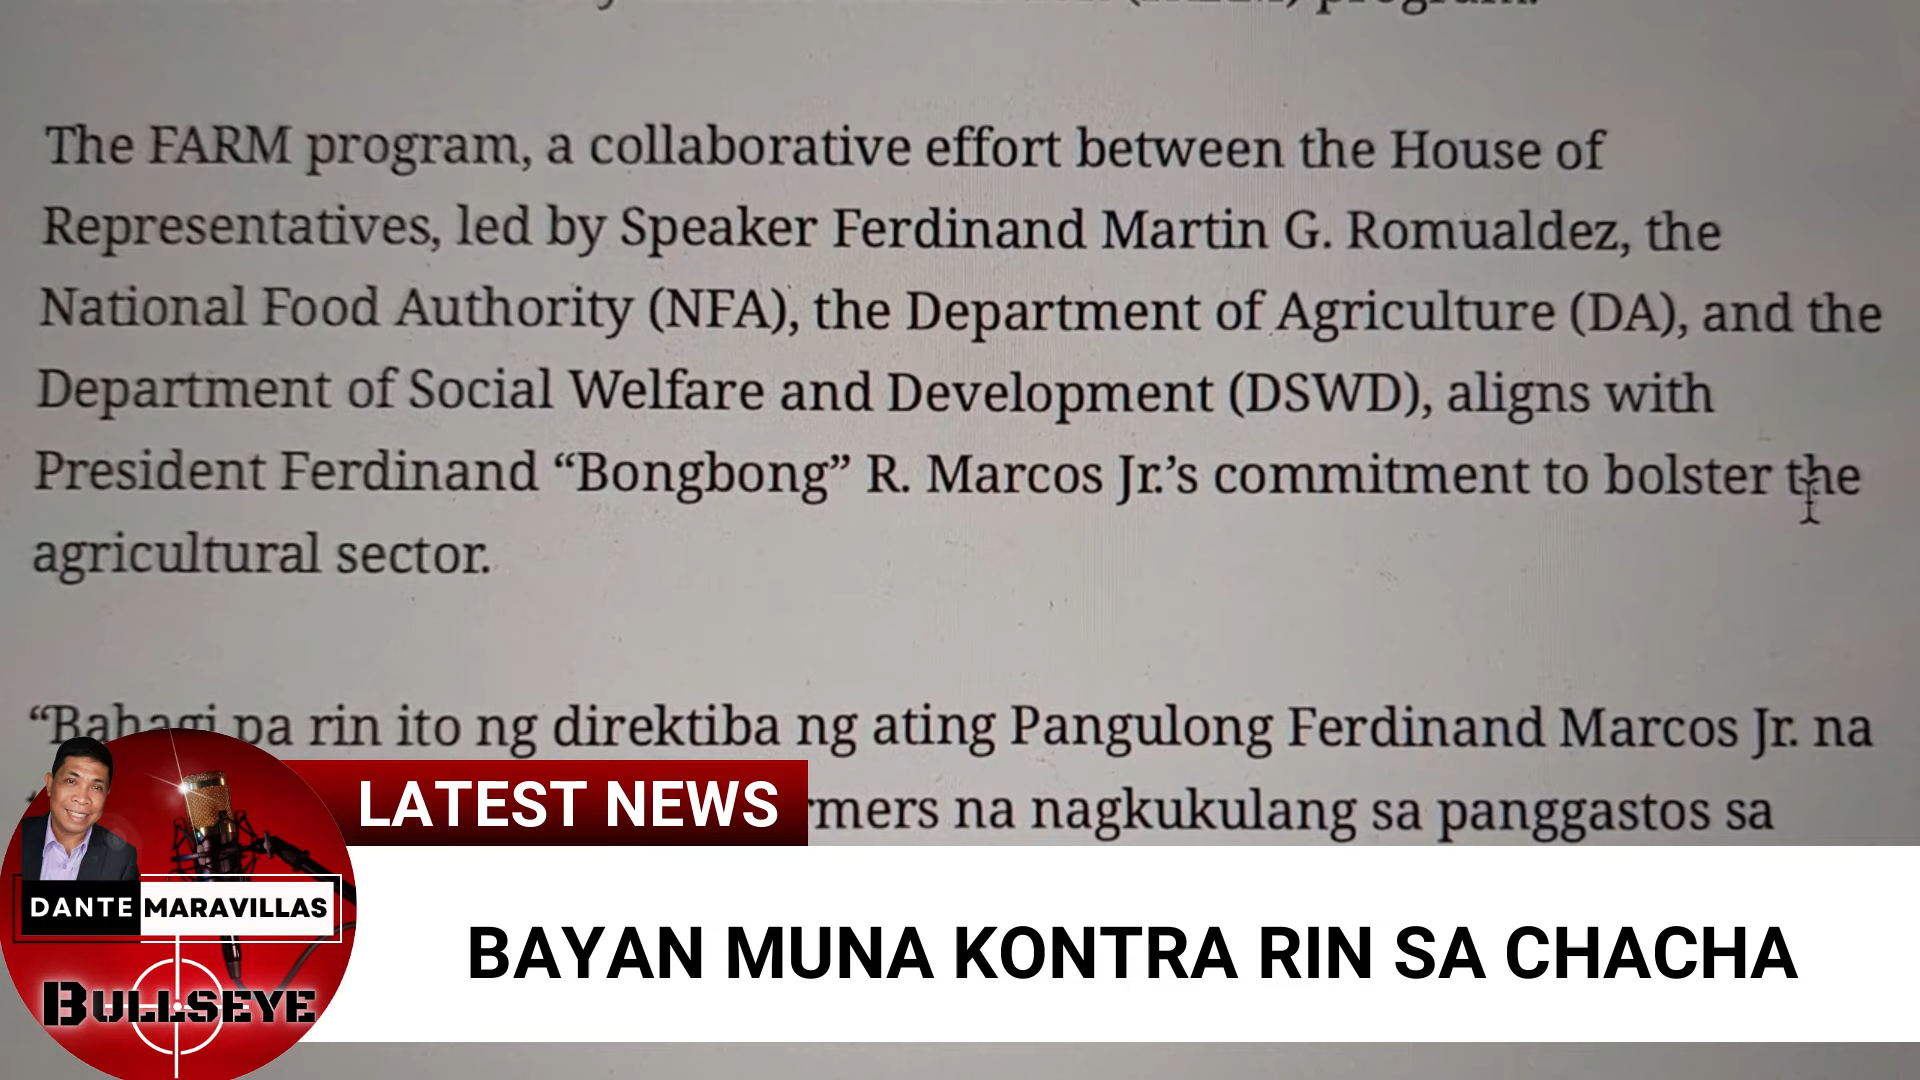 program.
The FARM program, a collaborative effort between the House of
Representatives, led by Speaker Ferdinand Martin G. Romualdez, the
National Food Authority (NFA), the Department of Agriculture (DA), and the
Department of Social Welfare and Development (DSWD), aligns with
President Ferdinand “Bongbong” R. Marcos Jr.’s commitment to bolster the
agricultural sector.
“Bahagi pa rin ito ng direktiba ng ating Pangulong Ferdinand Marcos Jr. na
na nagkukulang sa panggastos sa
LATEST NEWS
DANTE MARAVILLAS
BULLSEYE
BAYAN MUNA KONTRA RIN SA CHACHA